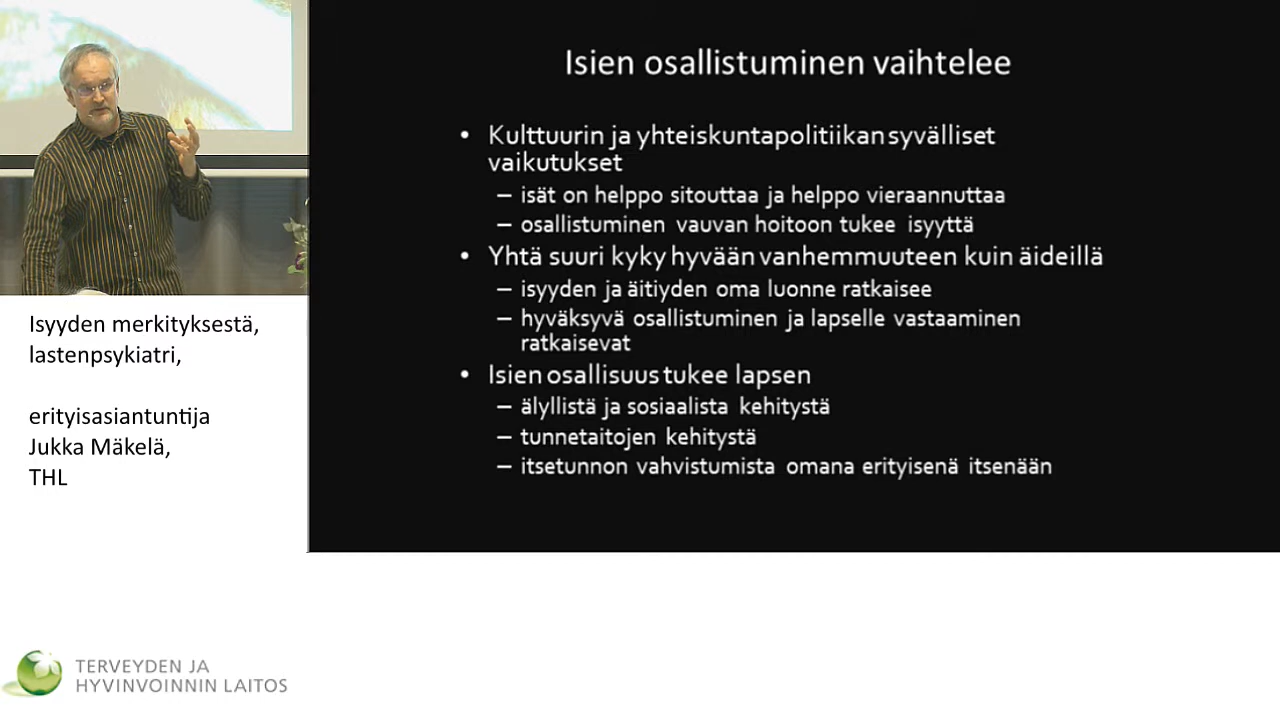 Isien osallistuminen vaihtelee
• Kulttuurin ja yhteiskuntapolitiikan syvälliset
vaikutukset
– isät on helppo sitouttaa ja helppo vieraannuttaa
– osallistuminen vauvan hoitoon tukee isyyttä
• Yhtä suuri kyky hyvään vanhemmuuteen kuin äideillä
– isyyden ja äitiyden oma luonne ratkaisee
– hyväksyvä osallistuminen ja lapselle vastaaminen
ratkaisevat
• Isien osallisuus tukee lapsen
– älyllistä ja sosiaalista kehitystä
– tunnetaitojen kehitystä
– itsetunnon vahvistumista omana erityisenä itsenään
Isyyden merkityksestä,
lastenpsykiatri,
erityisasiantuntija
Jukka Mäkelä,
THL
TERVEYDEN JA
HYVINVOINNIN LAITOS